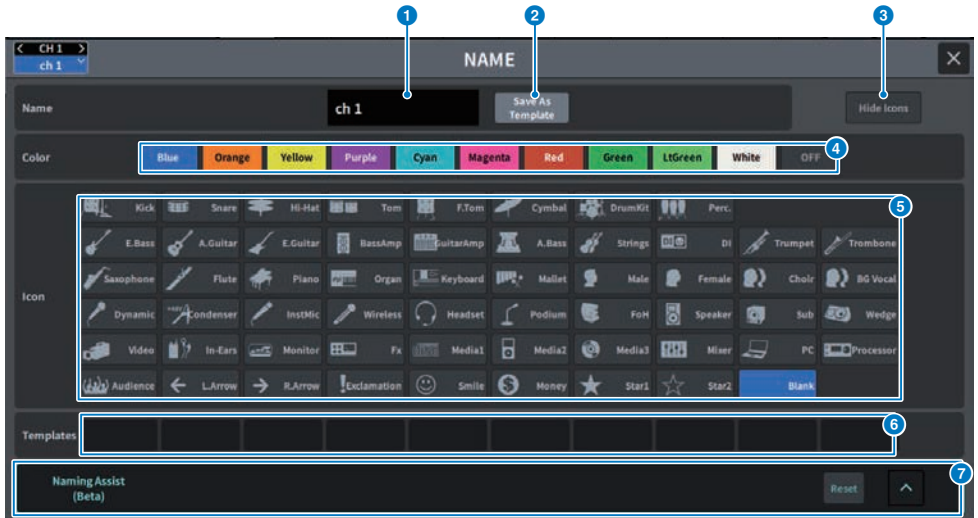 1 2 3
CH 1
ch 1
NAME
Name
ch 1
Save As
Template
Hide Icons
Color
Blue Orange Yellow Purple Cyan Magenta Red Green LtGreen White OFF
4
5
Icon
Kick Snare Hi-Hat Tom F.Tom Cymbal DrumKit Perc.
E.Bass A.Guitar E.Guitar BassAmp GuitarAmp A.Bass Strings DI Trumpet Trombone
Saxophone Flute Piano Organ Keyboard Mallet Male Female Choir BG Vocal
Dynamic Condenser InstMic Wireless Headset Podium FoH Speaker Sub Wedge
Video In-Ears Monitor Fx Media1 Media2 Media3 Mixer PC Processor
Audience L.Arrow R.Arrow Exclamation Smile Money Star1 Star2 Blank
Templates
6
7
Naming Assist
(Beta)
Reset